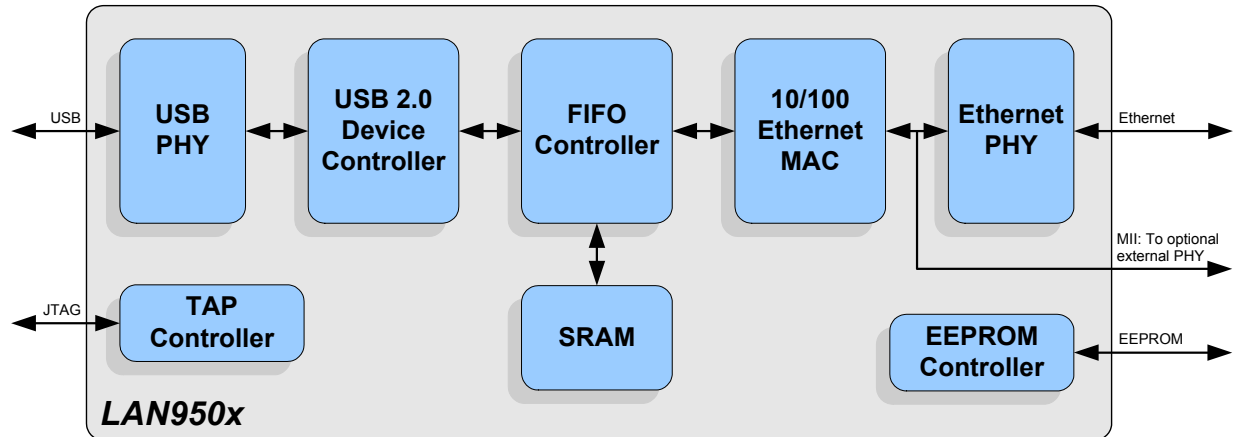 USB
USB
PHY
USB 2.0
Device
Controller
FIFO
Controller
10/100
Ethernet
MAC
Ethernet
PHY
Ethernet
MII: To optional
external PHY
JTAG
TAP
Controller
SRAM
EEPROM
Controller
EEPROM
LAN950x